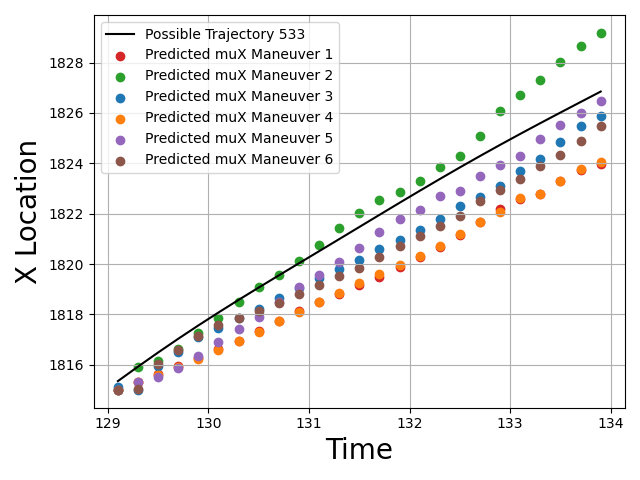 Possible Trajectory 533
Predicted muX Maneuver 1
Predicted muX Maneuver 2
Predicted muX Maneuver 3
Predicted muX Maneuver 4
Predicted muX Maneuver 5
Predicted muX Maneuver 6
1828
1826
1824
1822
1820
1818
1816
X Location
129 130 131 132 133 134
Time